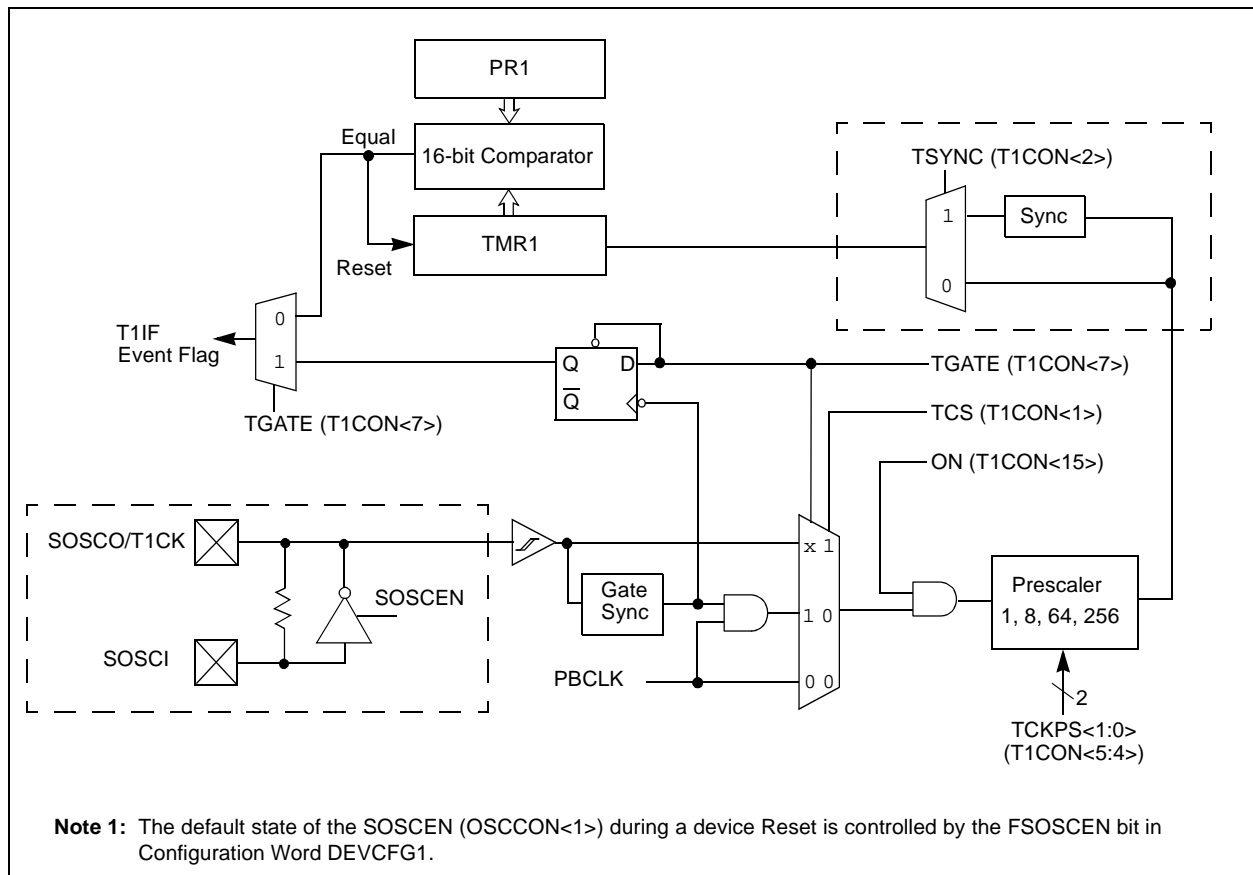 PR1
Equal
16-bit Comparator
TSYNC (T1CON<2>)
1
Sync
TMR1
Reset
0
0
T1IF
Event Flag
1
Q
D
TGATE (T1CON<7>)
Q̅
TGATE (T1CON<7>)
TCS (T1CON<1>)
ON (T1CON<15>)
SOSCO/T1CK
x 1
Prescaler
1, 8, 64, 256
Gate
Sync
SOSCEN
1 0
SOSCI
PBCLK
0 0
2
TCKPS<1:0>
(T1CON<5:4>)
Note 1: The default state of the SOSCEN (OSCCON<1>) during a device Reset is controlled by the FSOSCEN bit in
Configuration Word DEVCFG1.